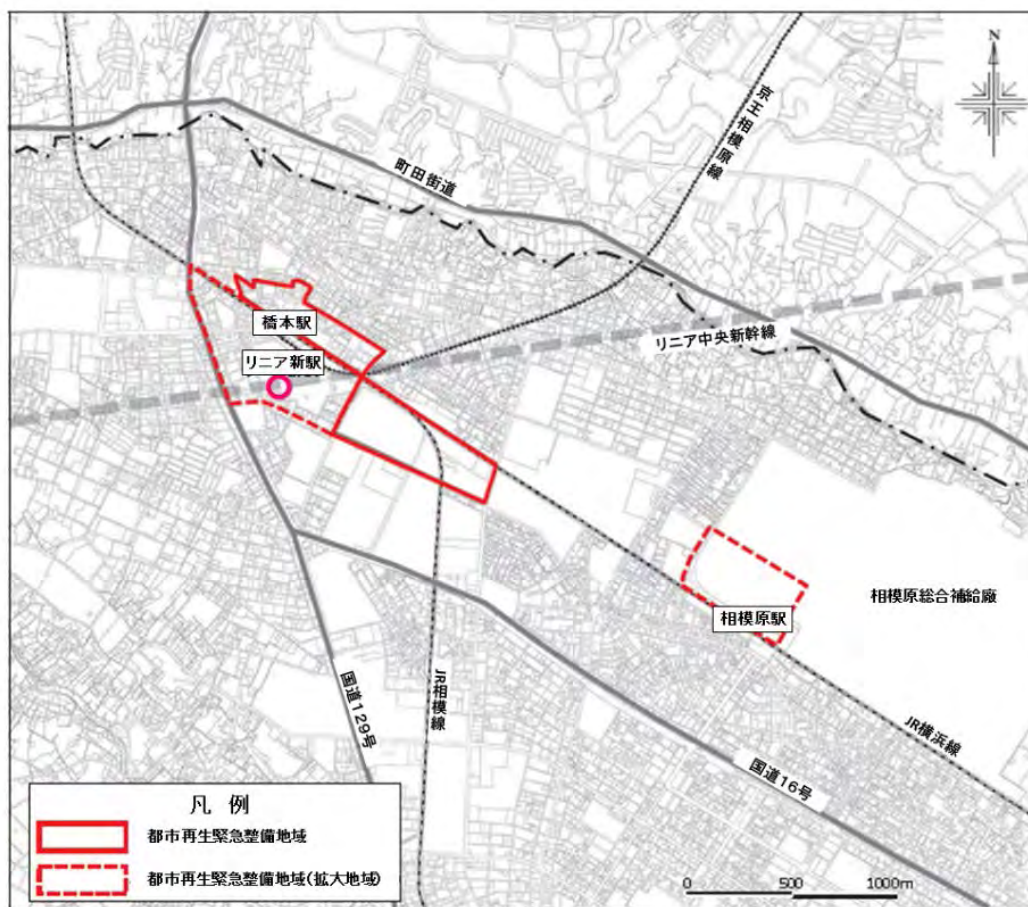 N
京王相模原線
町田街道
橋本駅
リニア中央新幹線
リニア新駅
相模原総合補給廠
相模原駅
国道129号
JR相模線
JR横浜線
国道16号
凡 例
都市再生緊急整備地域
都市再生緊急整備地域(拡大地域)
0 500 1000m